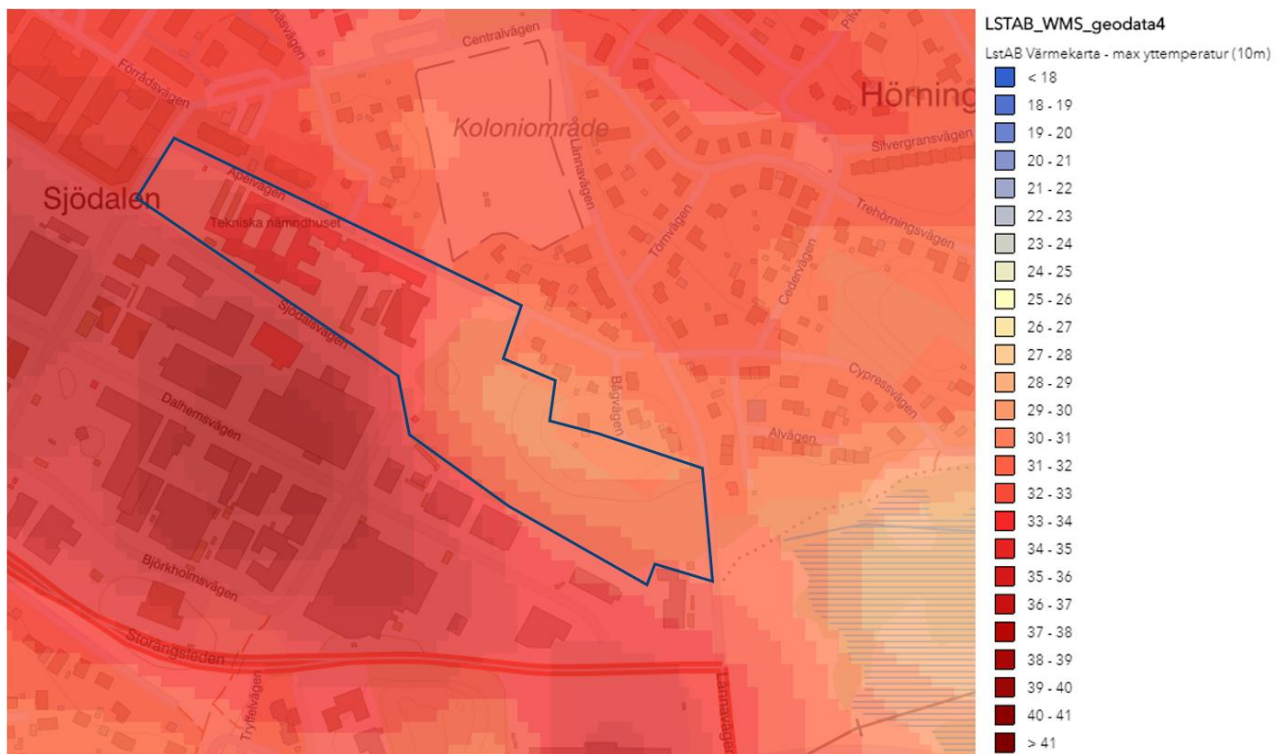 LSTAB_WMS_geodata4
LstAB Värmekarta - max yttemperatur (10m)
< 18
18 - 19
19 - 20
20 - 21
21 - 22
22 - 23
23 - 24
24 - 25
25 - 26
26 - 27
27 - 28
28 - 29
29 - 30
30 - 31
31 - 32
32 - 33
33 - 34
34 - 35
35 - 36
36 - 37
37 - 38
38 - 39
39 - 40
40 - 41
> 41
Centralvägen
Förrådsvägen
Hörning
Koloniområde
Lännavägen
Silvergransvägen
Sjödalen
Apelvägen
Tekniska nämndhuset
Törnvägen
Trehörningsvägen
Cedervägen
Sjödalsvägen
Dalhemsvägen
Bågvägen
Cypressvägen
Alvägen
Björkholmsvägen
Storängsleden
Tryffelvägen
Lännaväge